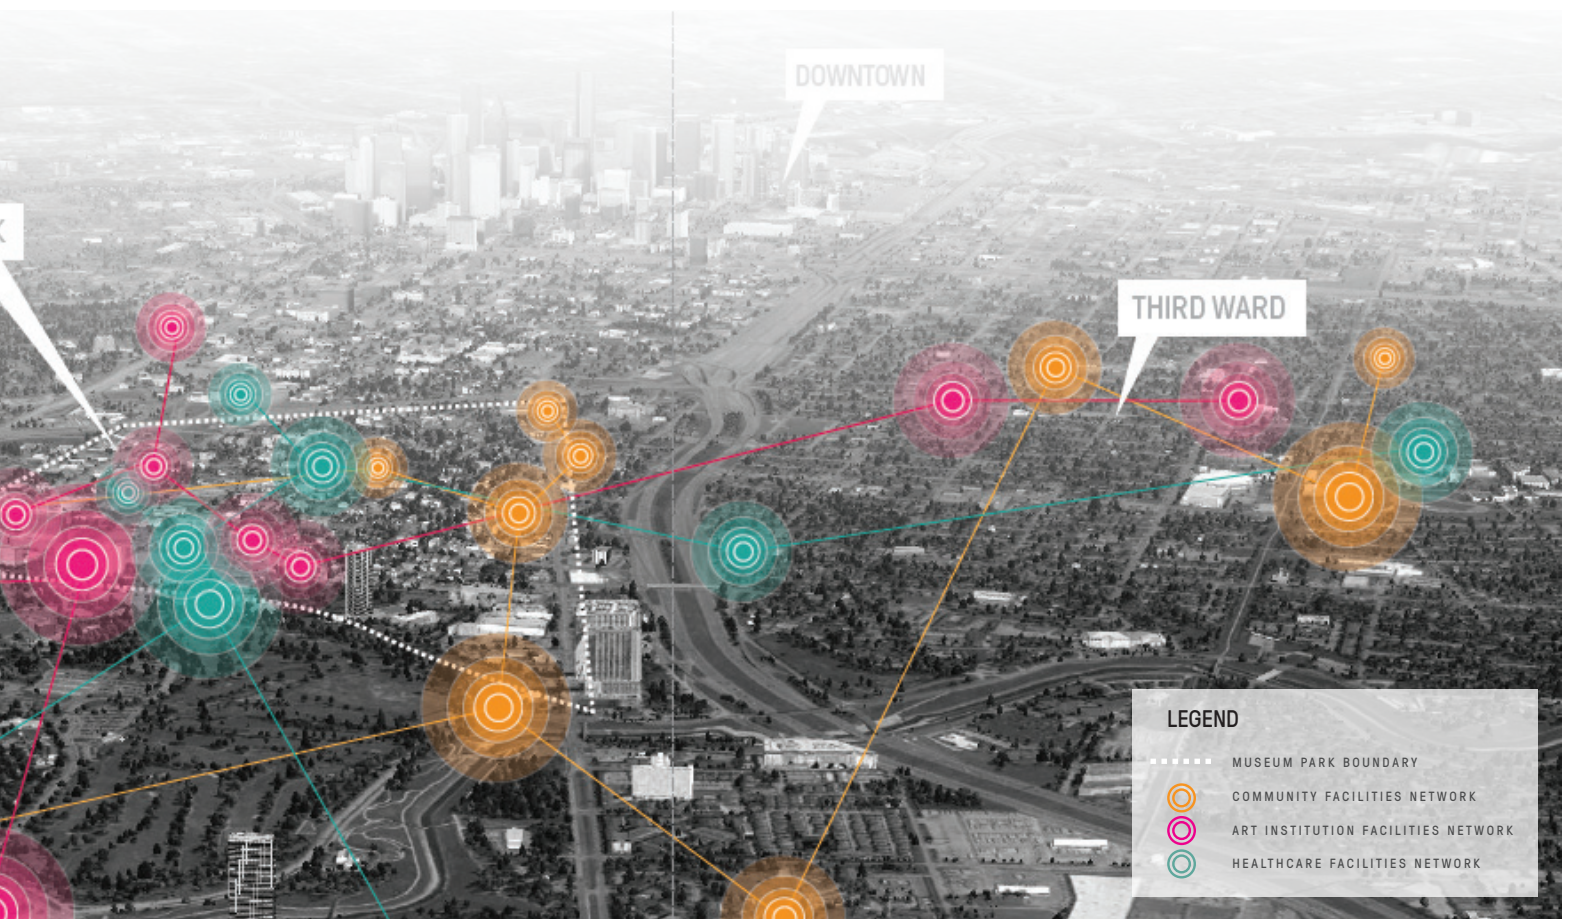 DOWNTOWN
THIRD WARD
LEGEND
MUSEUM PARK BOUNDARY
COMMUNITY FACILITIES NETWORK
ART INSTITUTION FACILITIES NETWORK
HEALTHCARE FACILITIES NETWORK